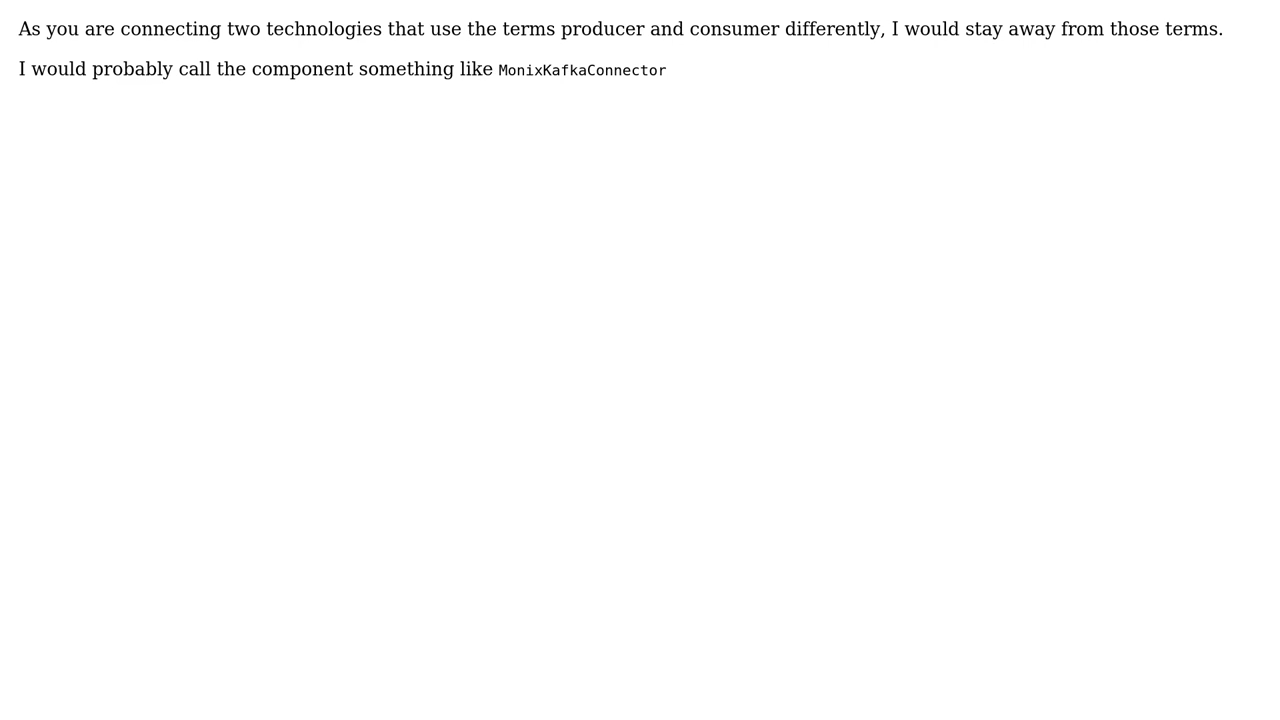 As you are connecting two technologies that use the terms producer and consumer differently, I would stay away from those terms.
I would probably call the component something like MonixKafkaConnector